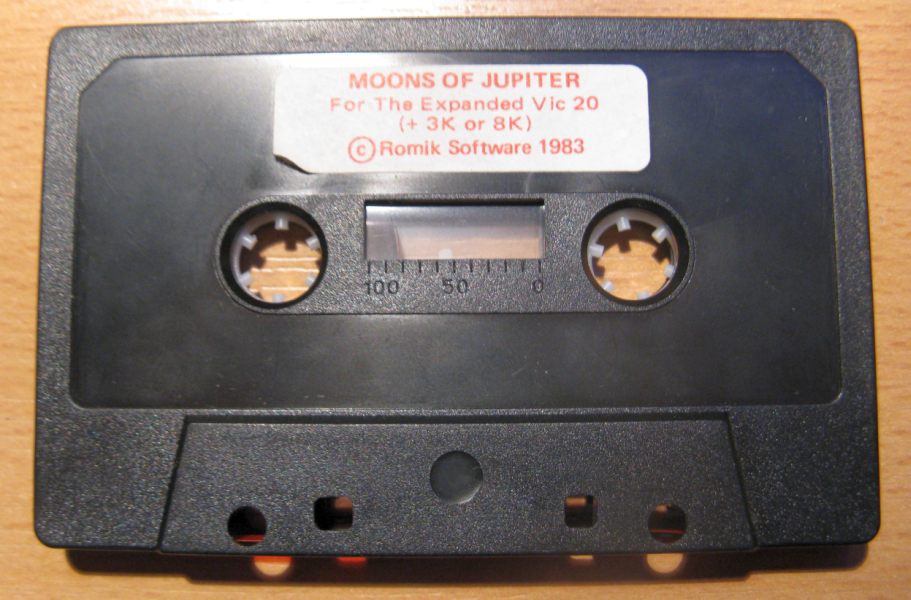 MOONS OF JUPITER
For The Expanded Vic 20
(+ 3K or 8K)
©Romik Software 1983
100 50 0